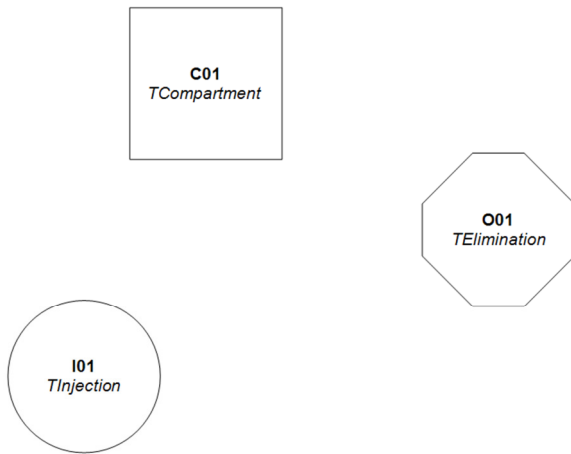 C01
TCompartment
O01
TElimination
I01
TInjection